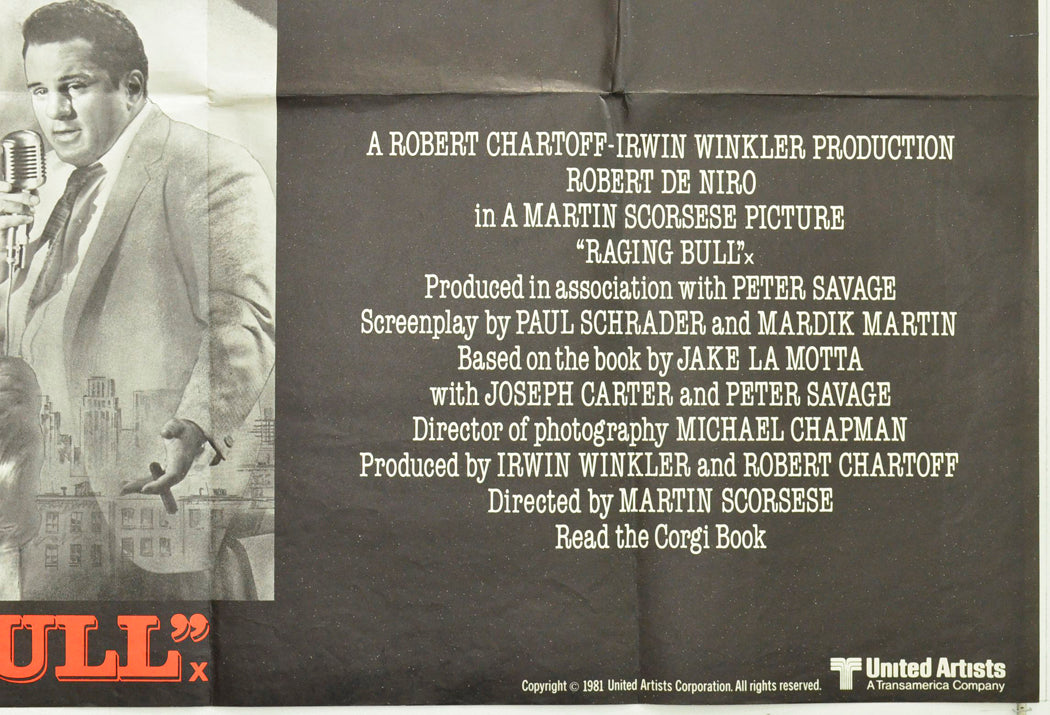 A ROBERT CHARTOFF-IRWIN WINKLER PRODUCTION
ROBERT DE NIRO
in A MARTIN SCORSESE PICTURE
“RAGING BULL”x
Produced in association with PETER SAVAGE
Screenplay by PAUL SCHRADER and MARDIK MARTIN
Based on the book by JAKE LA MOTTA
with JOSEPH CARTER and PETER SAVAGE
Director of photography MICHAEL CHAPMAN
Produced by IRWIN WINKLER and ROBERT CHARTOFF
Directed by MARTIN SCORSESE
Read the Corgi Book
ULL”x
Copyright © 1981 United Artists Corporation. All rights reserved.
United Artists
A Transamerica Company